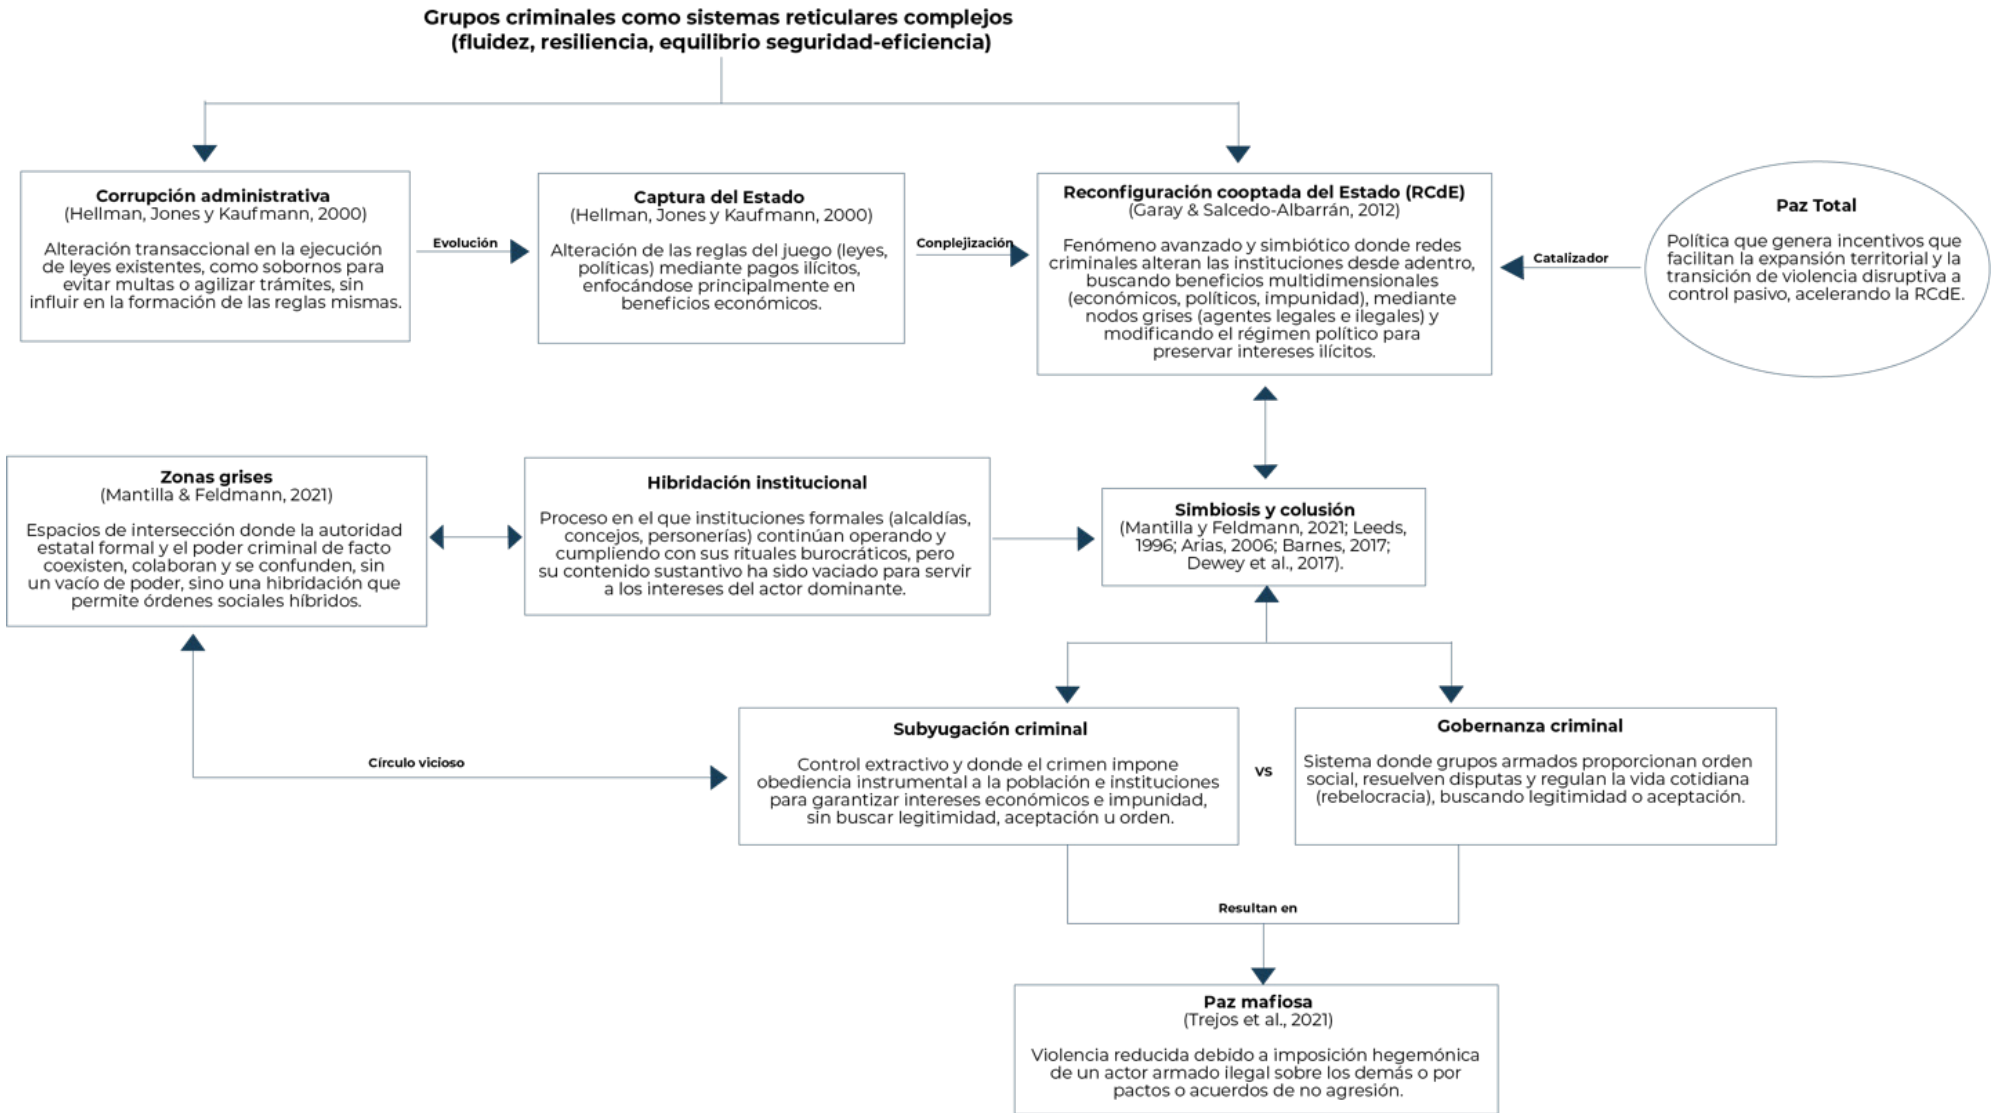 Grupos criminales como sistemas reticulares complejos
(fluidez, resiliencia, equilibrio seguridad-eficiencia)
Corrupción administrativa
(Hellman, Jones y Kaufmann, 2000)
Alteración transaccional en la ejecución
de leyes existentes, como sobornos para
evitar multas o agilizar trámites, sin
influir en la formación de las reglas mismas.
Evolución
Captura del Estado
(Hellman, Jones y Kaufmann, 2000)
Alteración de las reglas del juego (leyes,
políticas) mediante pagos ilícitos,
enfocándose principalmente en
beneficios económicos.
Conplejización
Reconfiguración cooptada del Estado (RCdE)
(Garay & Salcedo-Albarrán, 2012)
Fenómeno avanzado y simbiótico donde redes
criminales alteran las instituciones desde adentro,
buscando beneficios multidimensionales
(económicos, políticos, impunidad), mediante
nodos grises (agentes legales e ilegales) y
modificando el régimen político para
preservar intereses ilícitos.
Catalizador
Paz Total
Política que genera incentivos que
facilitan la expansión territorial y la
transición de violencia disruptiva a
control pasivo, acelerando la RCdE.
Zonas grises
(Mantilla & Feldmann, 2021)
Espacios de intersección donde la autoridad
estatal formal y el poder criminal de facto
coexisten, colaboran y se confunden, sin
un vacío de poder, sino una hibridación que
permite órdenes sociales híbridos.
Hibridación institucional
Proceso en el que instituciones formales (alcaldías,
concejos, personerías) continúan operando y
cumpliendo con sus rituales burocráticos, pero
su contenido sustantivo ha sido vaciado para servir
a los intereses del actor dominante.
Simbiosis y colusión
(Mantilla y Feldmann, 2021; Leeds,
1996; Arias, 2006; Barnes, 2017;
Dewey et al., 2017).
Círculo vicioso
Subyugación criminal
Control extractivo y donde el crimen impone
obediencia instrumental a la población e instituciones
para garantizar intereses económicos e impunidad,
sin buscar legitimidad, aceptación u orden.
vs
Gobernanza criminal
Sistema donde grupos armados proporcionan orden
social, resuelven disputas y regulan la vida cotidiana
(rebelocracia), buscando legitimidad o aceptación.
Resultan en
Paz mafiosa
(Trejos et al., 2021)
Violencia reducida debido a imposición hegemónica
de un actor armado ilegal sobre los demás o por
pactos o acuerdos de no agresión.